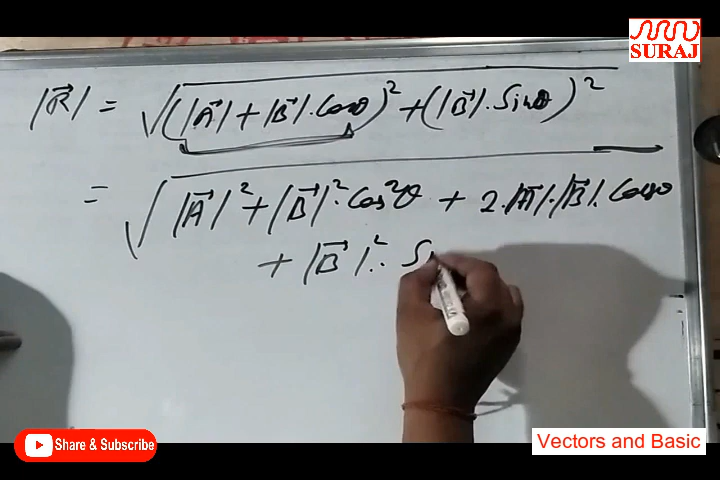 SURAJ
|R⃗| = √(|A⃗| + |B⃗|·Cosθ)² + (|B⃗|·Sinθ)²
= √|A⃗|² + |B⃗|²·Cos²θ + 2·|A⃗|·|B⃗|·Cosθ
+ |B⃗|²· S
Share & Subscribe
Vectors and Basic